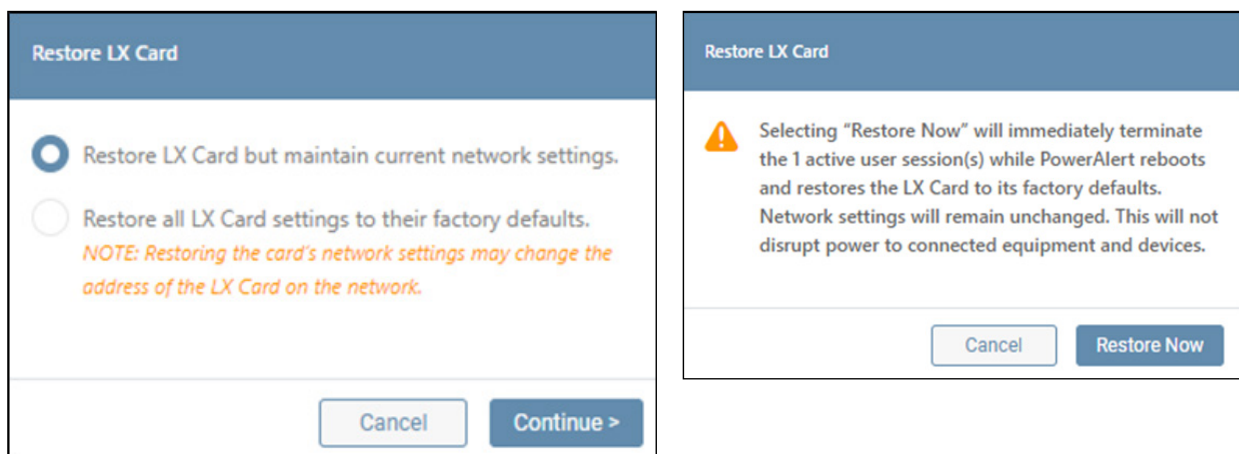 Restore LX Card
Restore LX Card but maintain current network settings.
Restore all LX Card settings to their factory defaults.
NOTE: Restoring the card's network settings may change the
address of the LX Card on the network.
Cancel
Continue >
Restore LX Card
Selecting “Restore Now” will immediately terminate
the 1 active user session(s) while PowerAlert reboots
and restores the LX Card to its factory defaults.
Network settings will remain unchanged. This will not
disrupt power to connected equipment and devices.
Cancel
Restore Now